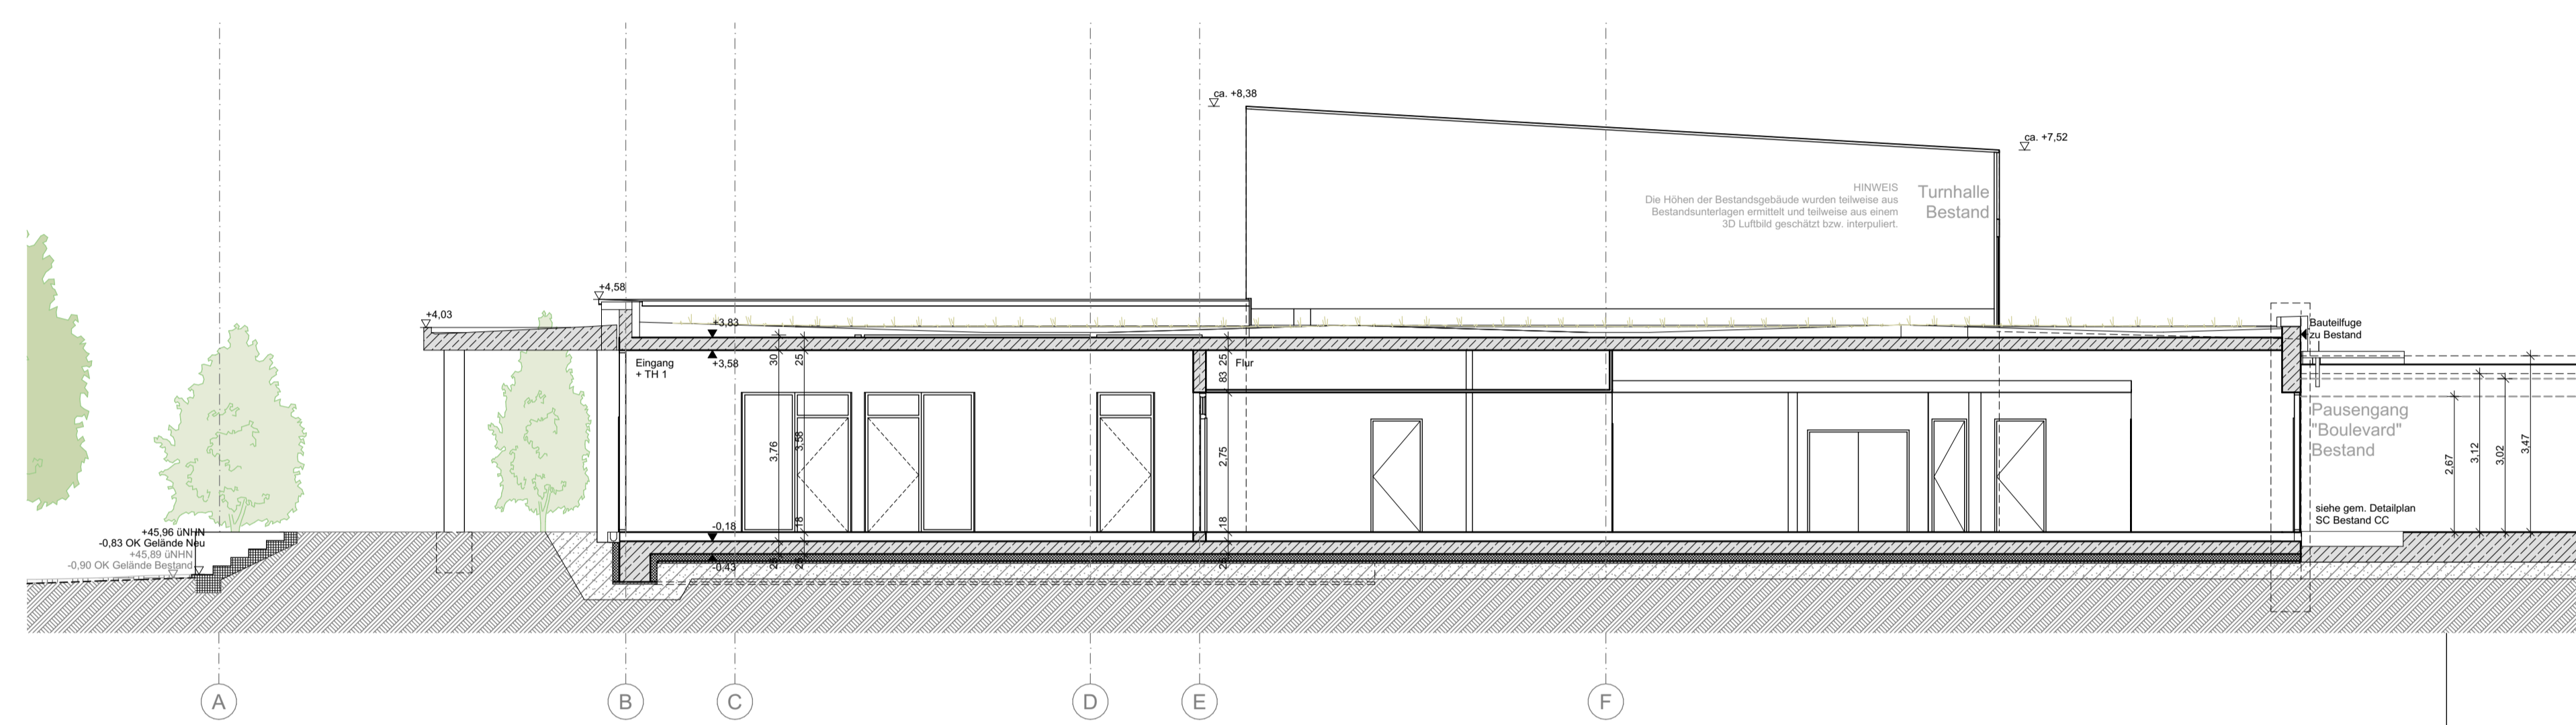 ca. +8,38
ca. +7,52
HINWEIS
Die Höhen der Bestandsgebäude wurden teilweise aus
Bestandsunterlagen ermittelt und teilweise aus einem
3D Luftbild geschätzt bzw. interpuliert.
Turnhalle
Bestand
+4,58
+4,03
+3,83
+3,58
30
25
25
83
Eingang
+ TH 1
Flur
Bauteilfuge
zu Bestand
3,76
3,58
2,75
Pausengang
"Boulevard"
Bestand
2,67
3,12
3,02
3,47
siehe gem. Detailplan
SC Bestand CC
-0,18
18
18
-0,43
+45,96 üNHN
-0,83 OK Gelände Neu
+45,89 üNHN
-0,90 OK Gelände Bestand
A
B
C
D
E
F